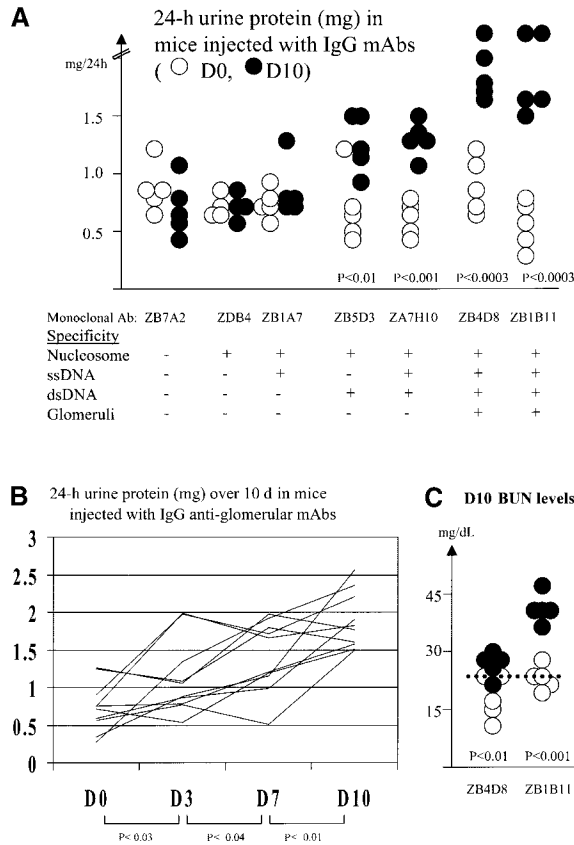 A
24-h urine protein (mg) in
mice injected with IgG mAbs
( D0, D10)
mg/24h
1.5
1.0
0.5
P<0.01 P<0.001 P<0.0003 P<0.0003
Monoclonal Ab: ZB7A2 ZDB4 ZB1A7 ZB5D3 ZA7H10 ZB4D8 ZB1B11
Specificity
Nucleosome - + + + + + +
ssDNA - - + - + + +
dsDNA - - - + + + +
Glomeruli - - - - - + +
B
24-h urine protein (mg) over 10 d in mice
injected with IgG anti-glomerular mAbs
3
2.5
2
1.5
1
0.5
0
D0 D3 D7 D10
P<0.03 P<0.04 P<0.01
C D10 BUN levels
mg/dL
45
30
15
P<0.01 P<0.001
ZB4D8 ZB1B11